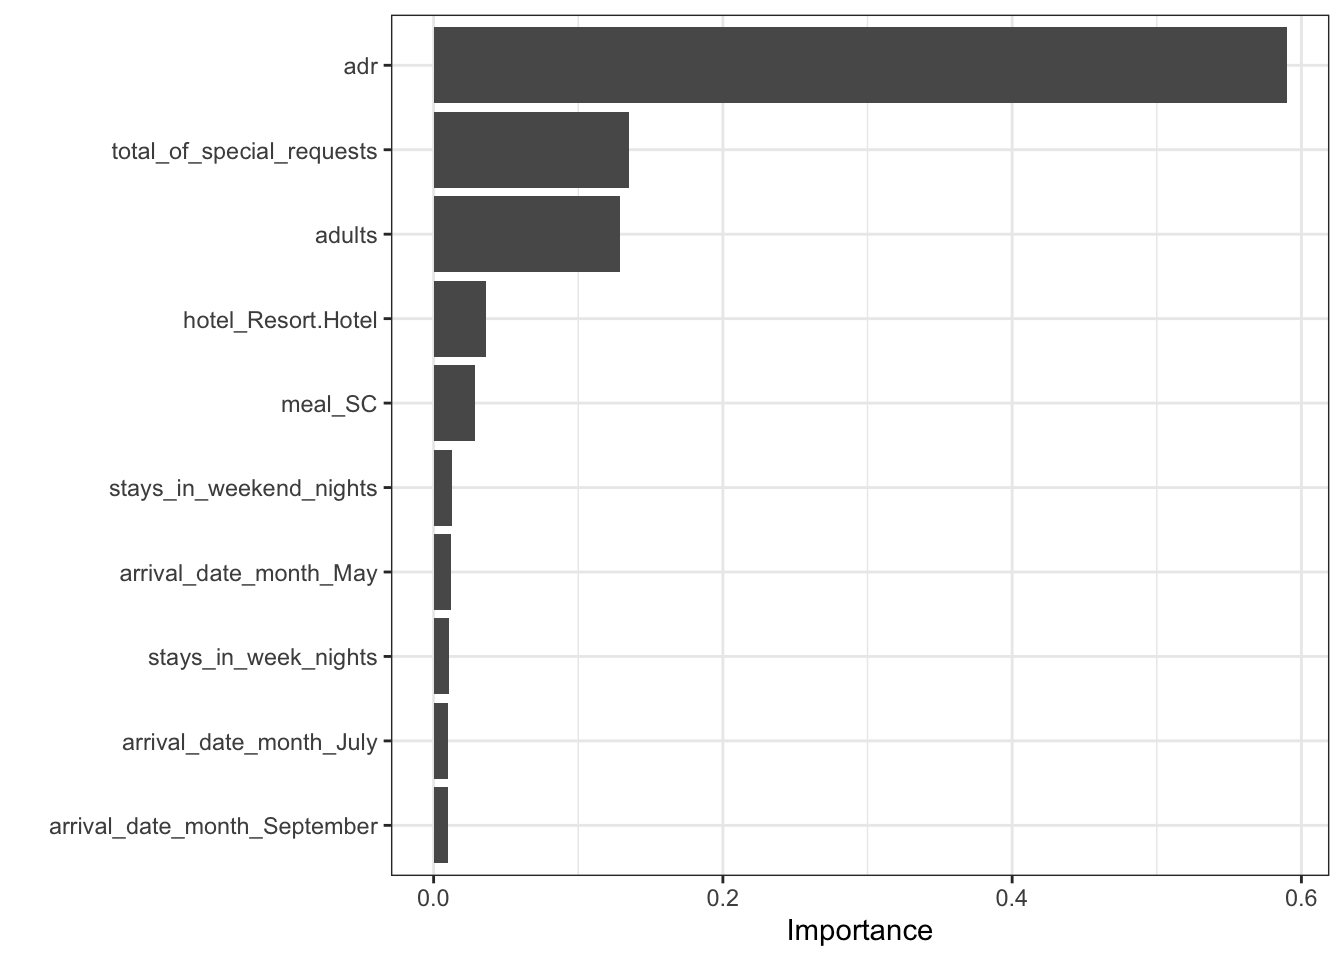 adr
total_of_special_requests
adults
hotel_Resort.Hotel
meal_SC
stays_in_weekend_nights
arrival_date_month_May
stays_in_week_nights
arrival_date_month_July
arrival_date_month_September
0.0 0.2 0.4 0.6
Importance